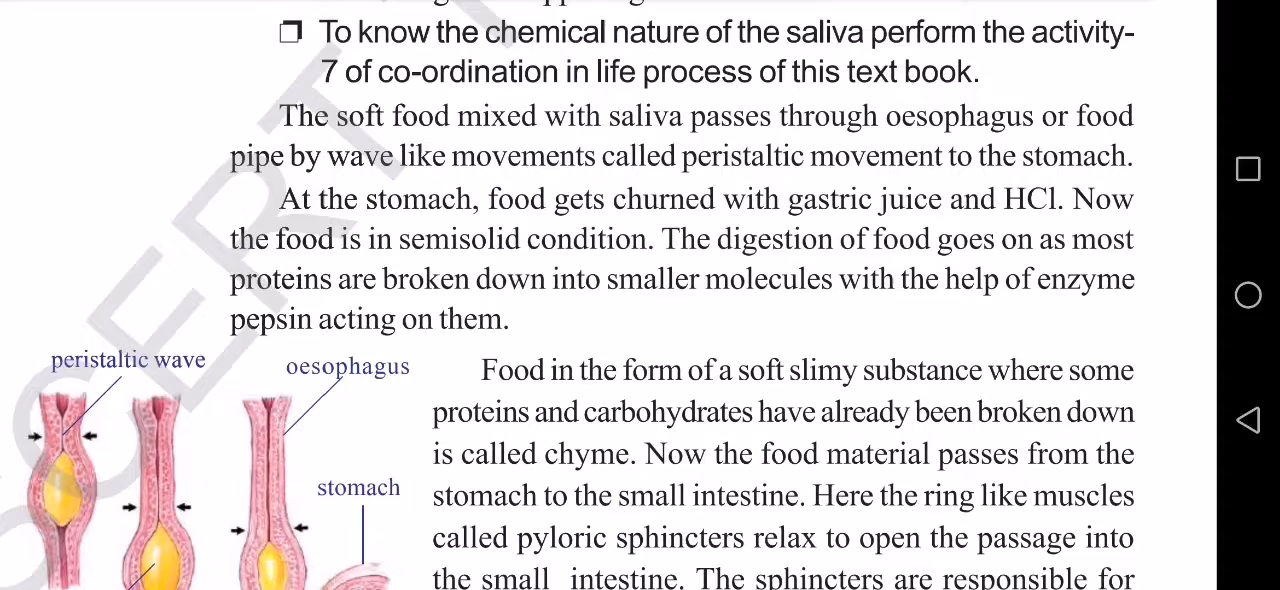 ❐ To know the chemical nature of the saliva perform the activity-
7 of co-ordination in life process of this text book.
The soft food mixed with saliva passes through oesophagus or food
pipe by wave like movements called peristaltic movement to the stomach.
At the stomach, food gets churned with gastric juice and HCl. Now
the food is in semisolid condition. The digestion of food goes on as most
proteins are broken down into smaller molecules with the help of enzyme
pepsin acting on them.
peristaltic wave
oesophagus
stomach
Food in the form of a soft slimy substance where some
proteins and carbohydrates have already been broken down
is called chyme. Now the food material passes from the
stomach to the small intestine. Here the ring like muscles
called pyloric sphincters relax to open the passage into
the small intestine. The sphincters are responsible for
SCERT